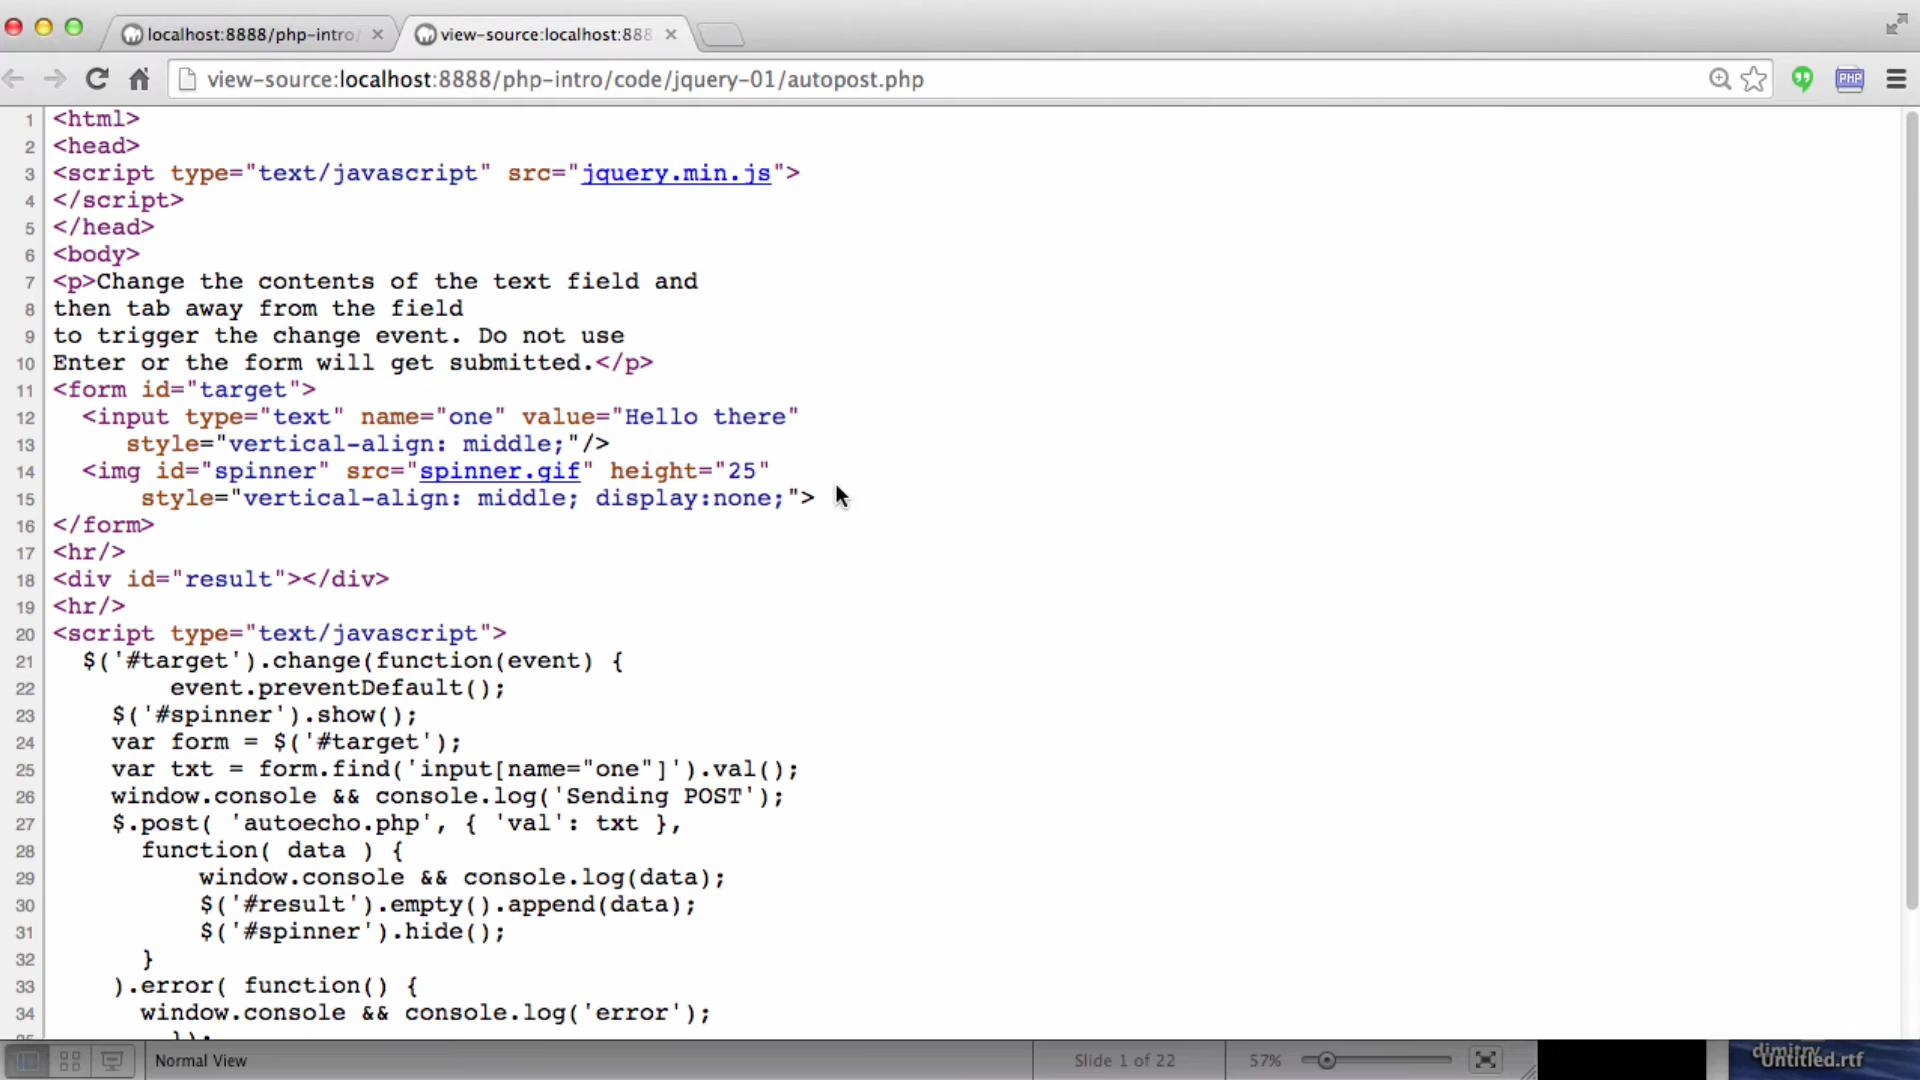 localhost:8888/php-intro/
view-source:localhost:888
view-source:localhost:8888/php-intro/code/jquery-01/autopost.php
PHP
1 <html>
2 <head>
3 <script type="text/javascript" src="jquery.min.js">
4 </script>
5 </head>
6 <body>
7 <p>Change the contents of the text field and
8 then tab away from the field
9 to trigger the change event. Do not use
10 Enter or the form will get submitted.</p>
11 <form id="target">
12   <input type="text" name="one" value="Hello there"
13      style="vertical-align: middle;"/>
14   <img id="spinner" src="spinner.gif" height="25"
15       style="vertical-align: middle; display:none;">
16 </form>
17 <hr/>
18 <div id="result"></div>
19 <hr/>
20 <script type="text/javascript">
21   $('#target').change(function(event) {
22         event.preventDefault();
23     $('#spinner').show();
24     var form = $('#target');
25     var txt = form.find('input[name="one"]').val();
26     window.console && console.log('Sending POST');
27     $.post( 'autoecho.php', { 'val': txt },
28       function( data ) {
29           window.console && console.log(data);
30           $('#result').empty().append(data);
31           $('#spinner').hide();
32       }
33     ).error( function() {
34       window.console && console.log('error');
35         });
Normal View
Slide 1 of 22
57%
dimitry
Untitled.rtf